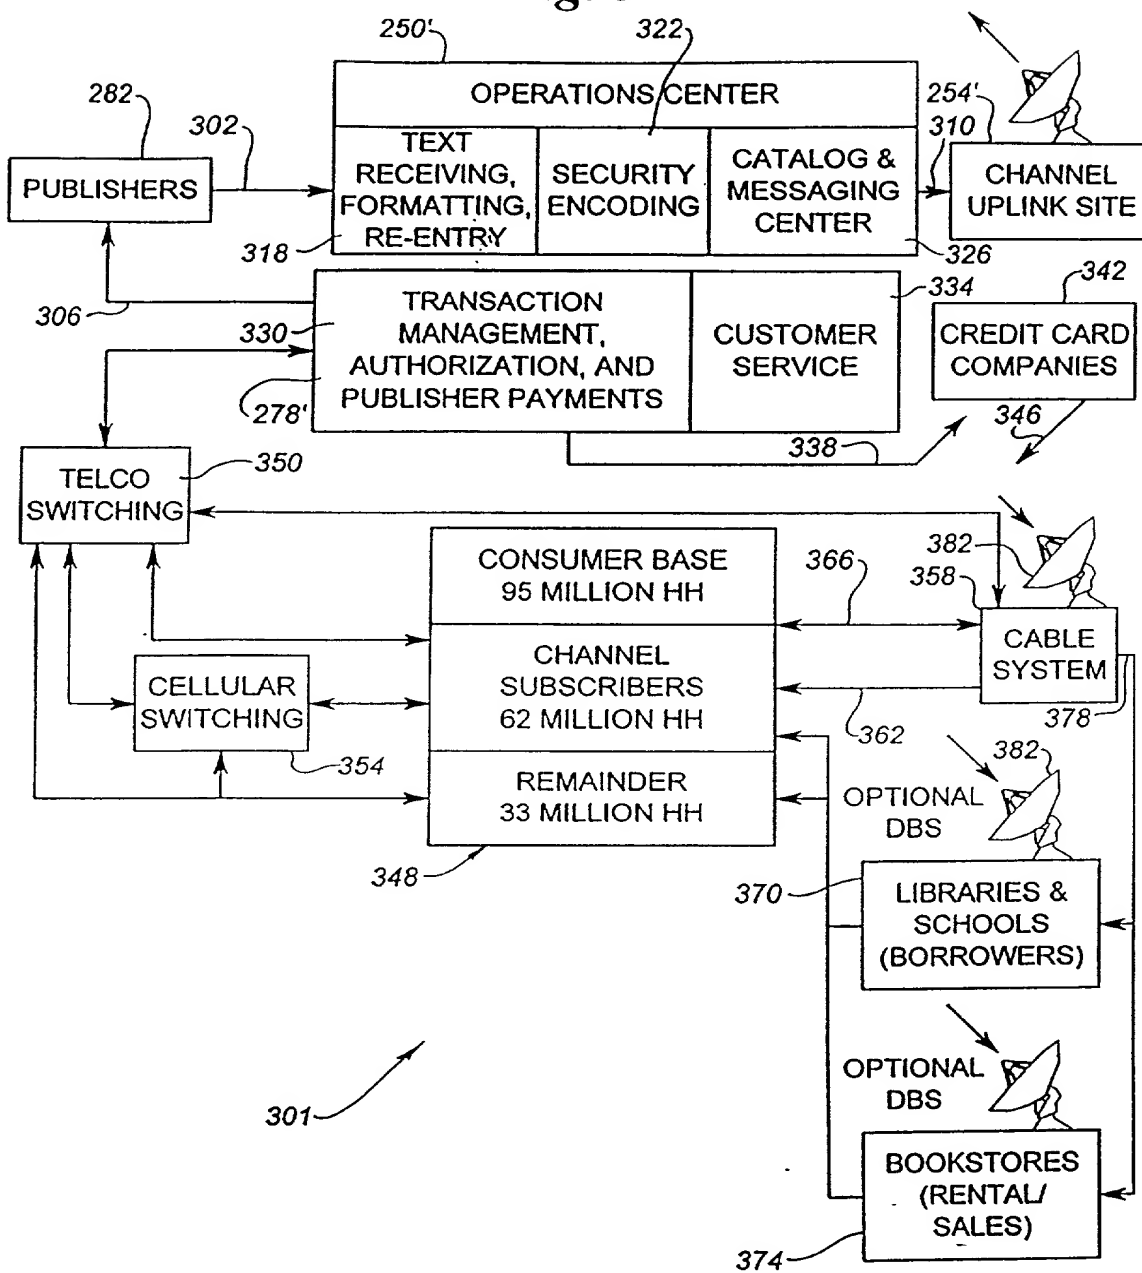 250'
322
OPERATIONS CENTER
282
302
254'
310
PUBLISHERS
TEXT
RECEIVING,
FORMATTING,
RE-ENTRY
SECURITY
ENCODING
CATALOG &
MESSAGING
CENTER
CHANNEL
UPLINK SITE
318
326
306
330
TRANSACTION
MANAGEMENT,
AUTHORIZATION, AND
PUBLISHER PAYMENTS
278'
334
CUSTOMER
SERVICE
342
CREDIT CARD
COMPANIES
346
338
TELCO
SWITCHING
350
CONSUMER BASE
95 MILLION HH
366
382
358
CHANNEL
SUBSCRIBERS
62 MILLION HH
CABLE
SYSTEM
CELLULAR
SWITCHING
354
362
378
REMAINDER
33 MILLION HH
348
382
OPTIONAL
DBS
370
LIBRARIES &
SCHOOLS
(BORROWERS)
301
OPTIONAL
DBS
BOOKSTORES
(RENTAL/
SALES)
374